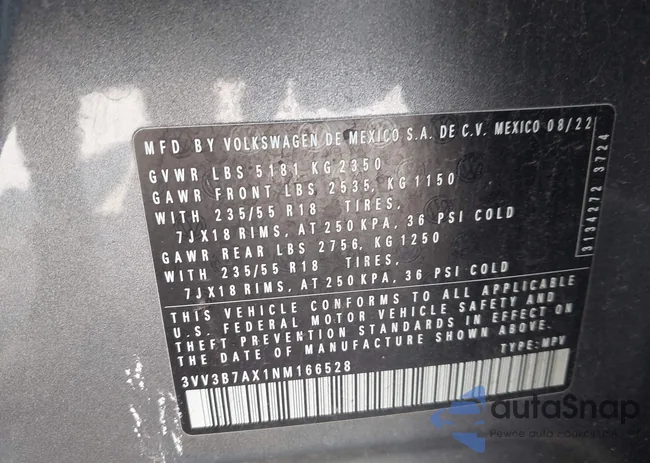 MFD BY VOLKSWAGEN DE MEXICO S.A. DE C.V. MEXICO 08/22
GVWR LBS 5181 KG 2350
GAWR FRONT LBS 2535, KG 1150
WITH 235/55 R18 TIRES,
7JX18 RIMS, AT 250 KPA, 36 PSI COLD
GAWR REAR LBS 2756, KG 1250
WITH 235/55 R18 TIRES,
7JX18 RIMS, AT 250 KPA, 36 PSI COLD
THIS VEHICLE CONFORMS TO ALL APPLICABLE
U.S. FEDERAL MOTOR VEHICLE SAFETY AND
THEFT PREVENTION STANDARDS IN EFFECT ON
THE DATE OF MANUFACTURE SHOWN ABOVE.
TYPE: MPV
3VV3B7AX1NM166528
3134272 3724
autaSnap
Pewne auta z aukcji